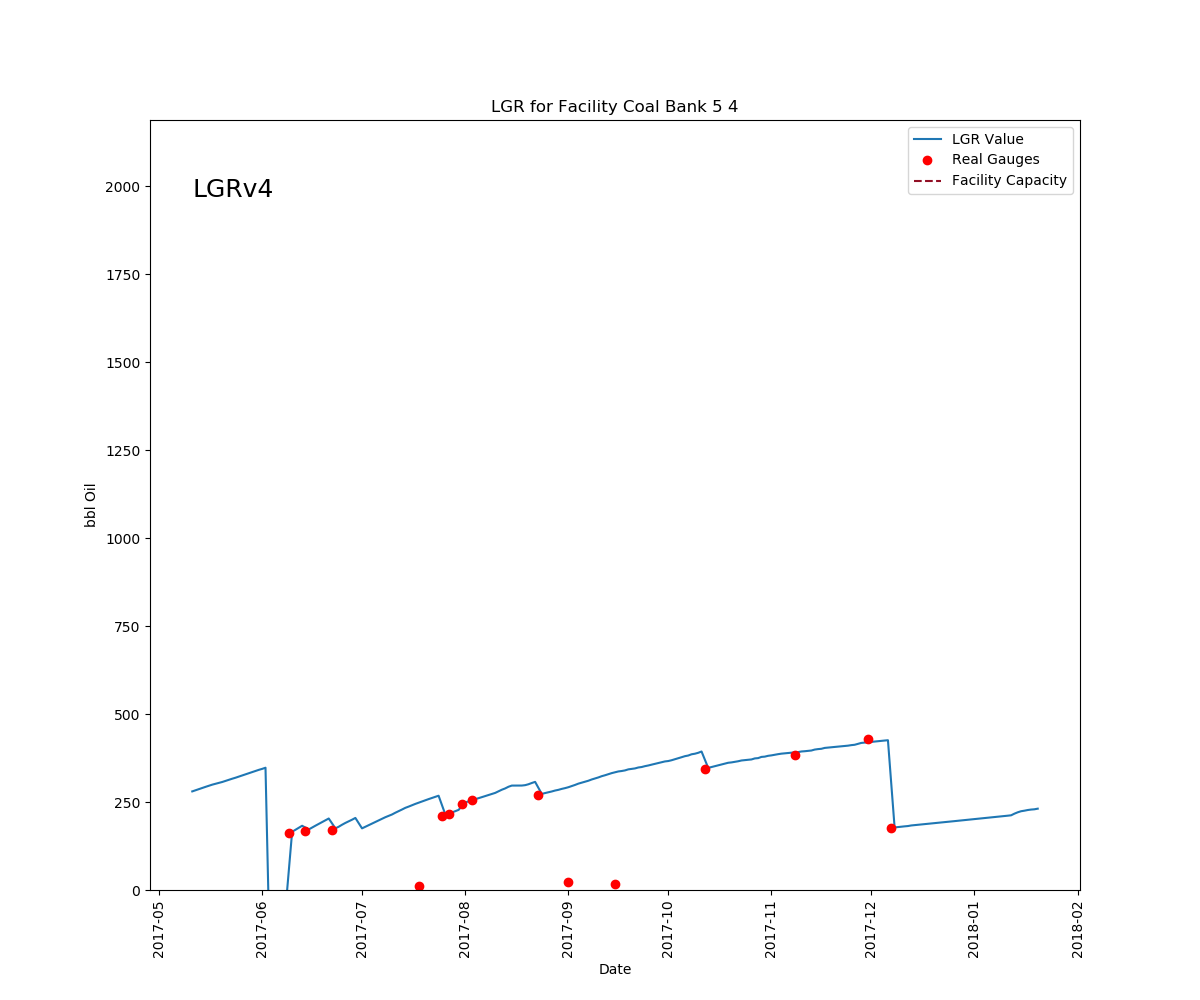 LGR for Facility Coal Bank 5 4
LGRv4
LGR Value
Real Gauges
Facility Capacity
bbl Oil
2000
1750
1500
1250
1000
750
500
250
0
2017-05
2017-06
2017-07
2017-08
2017-09
2017-10
2017-11
2017-12
2018-01
2018-02
Date